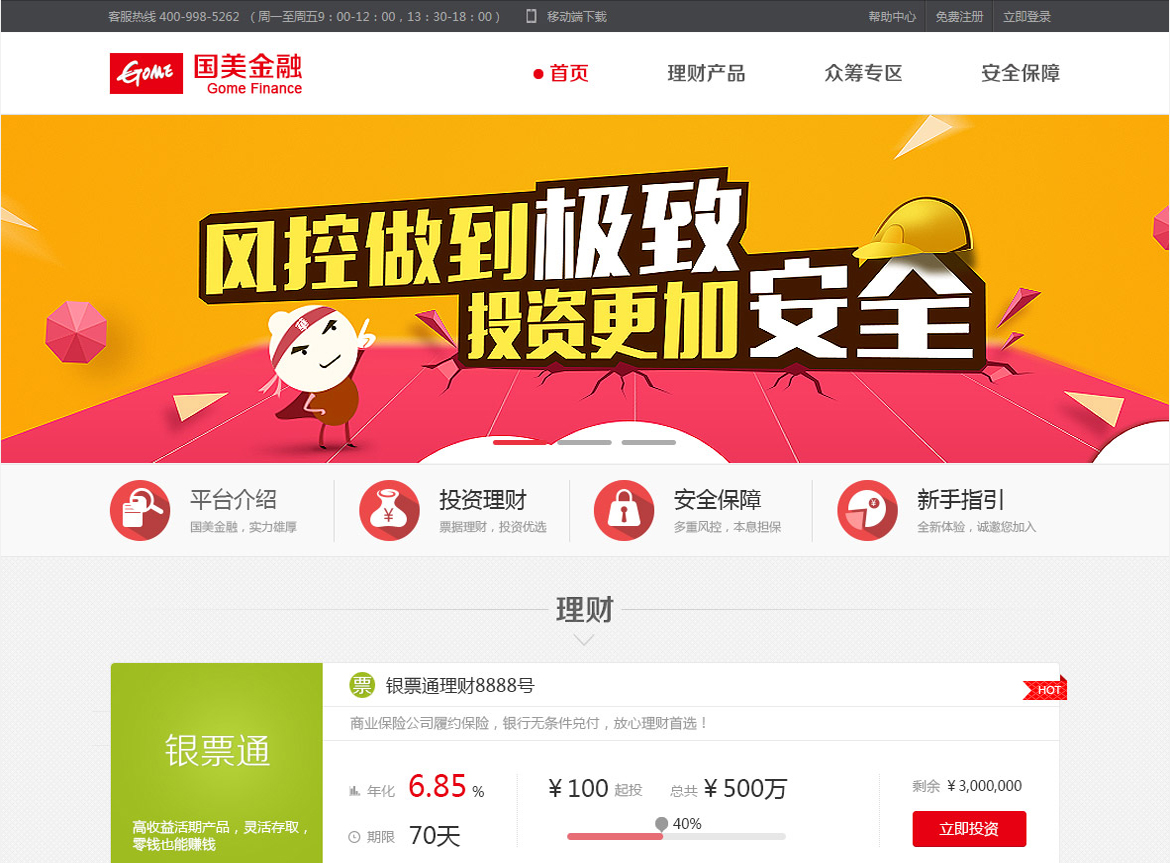 客服热线 400-998-5262 （周一至周五9：00-12：00，13：30-18：00） 移动端下载 帮助中心 免费注册 立即登录
GOME 国美金融
Gome Finance
首页 理财产品 众筹专区 安全保障
风控做到极致
投资更加安全
平台介绍 投资理财 安全保障 新手指引
国美金融，实力雄厚 票据理财，投资优选 多重风控，本息担保 全新体验，诚邀您加入
理财
票 银票通理财8888号 HOT
商业保险公司履约保险，银行无条件兑付，放心理财首选！
银票通
高收益活期产品，灵活存取，
零钱也能赚钱
年化 6.85 % ¥100 起投 总共 ¥500万 剩余 ¥3,000,000
40%
期限 70天 立即投资